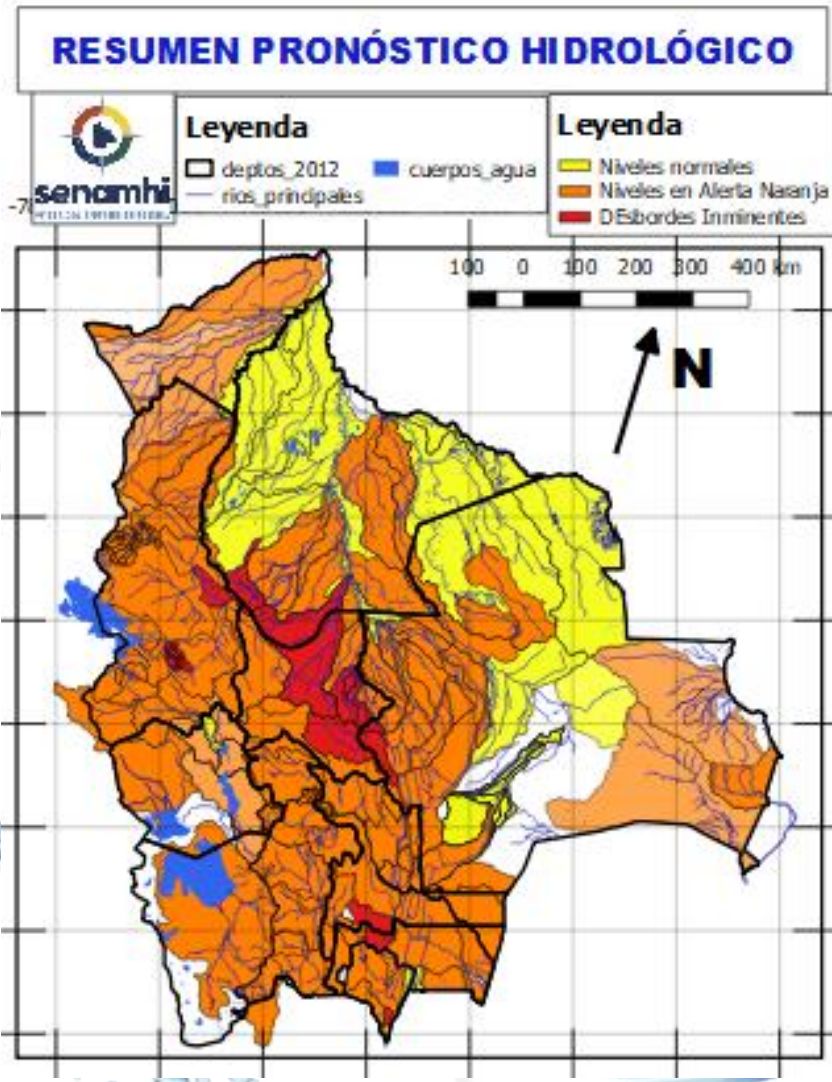 RESUMEN PRONÓSTICO HIDROLÓGICO
senamhi
Leyenda
deptos_2012
cuerpos_agua
rios_principales
Leyenda
Niveles normales
Niveles en Alerta Naranja
DEsbordes Inminentes
100 0 100 200 300 400 km
N